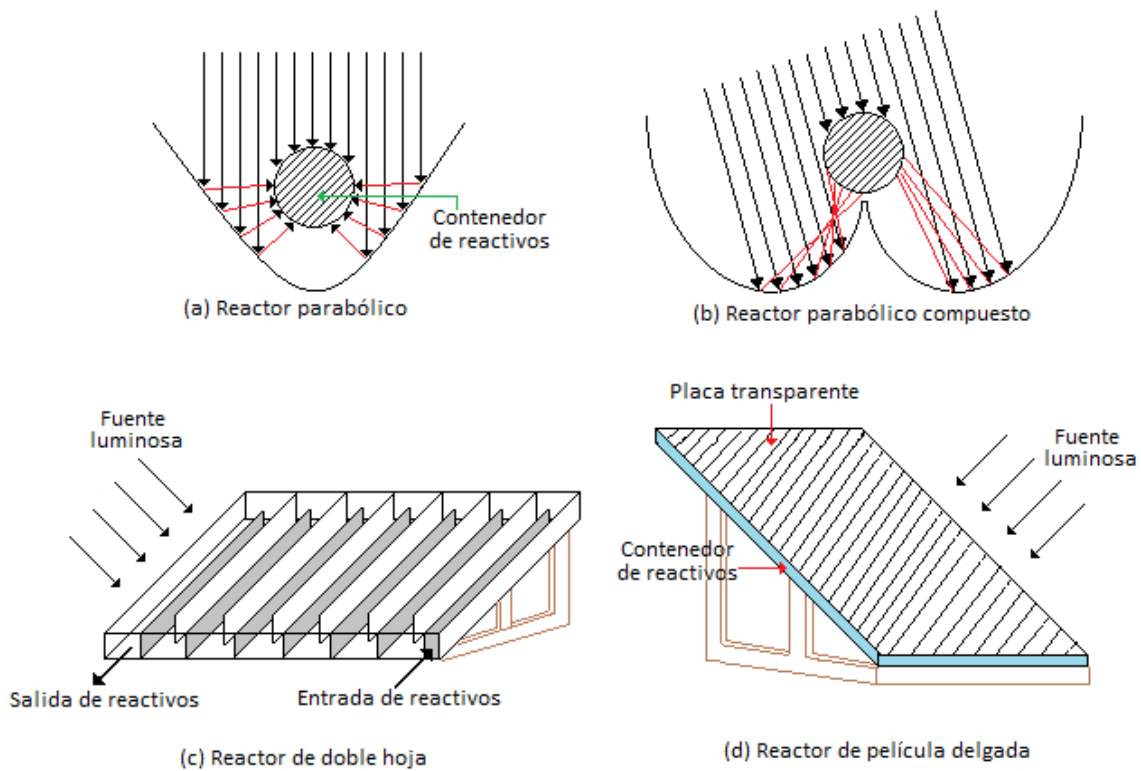 Contenedor
de reactivos
(a) Reactor parabólico
(b) Reactor parabólico compuesto
Fuente
luminosa
Salida de reactivos
Entrada de reactivos
(c) Reactor de doble hoja
Placa transparente
Fuente
luminosa
Contenedor
de reactivos
(d) Reactor de película delgada